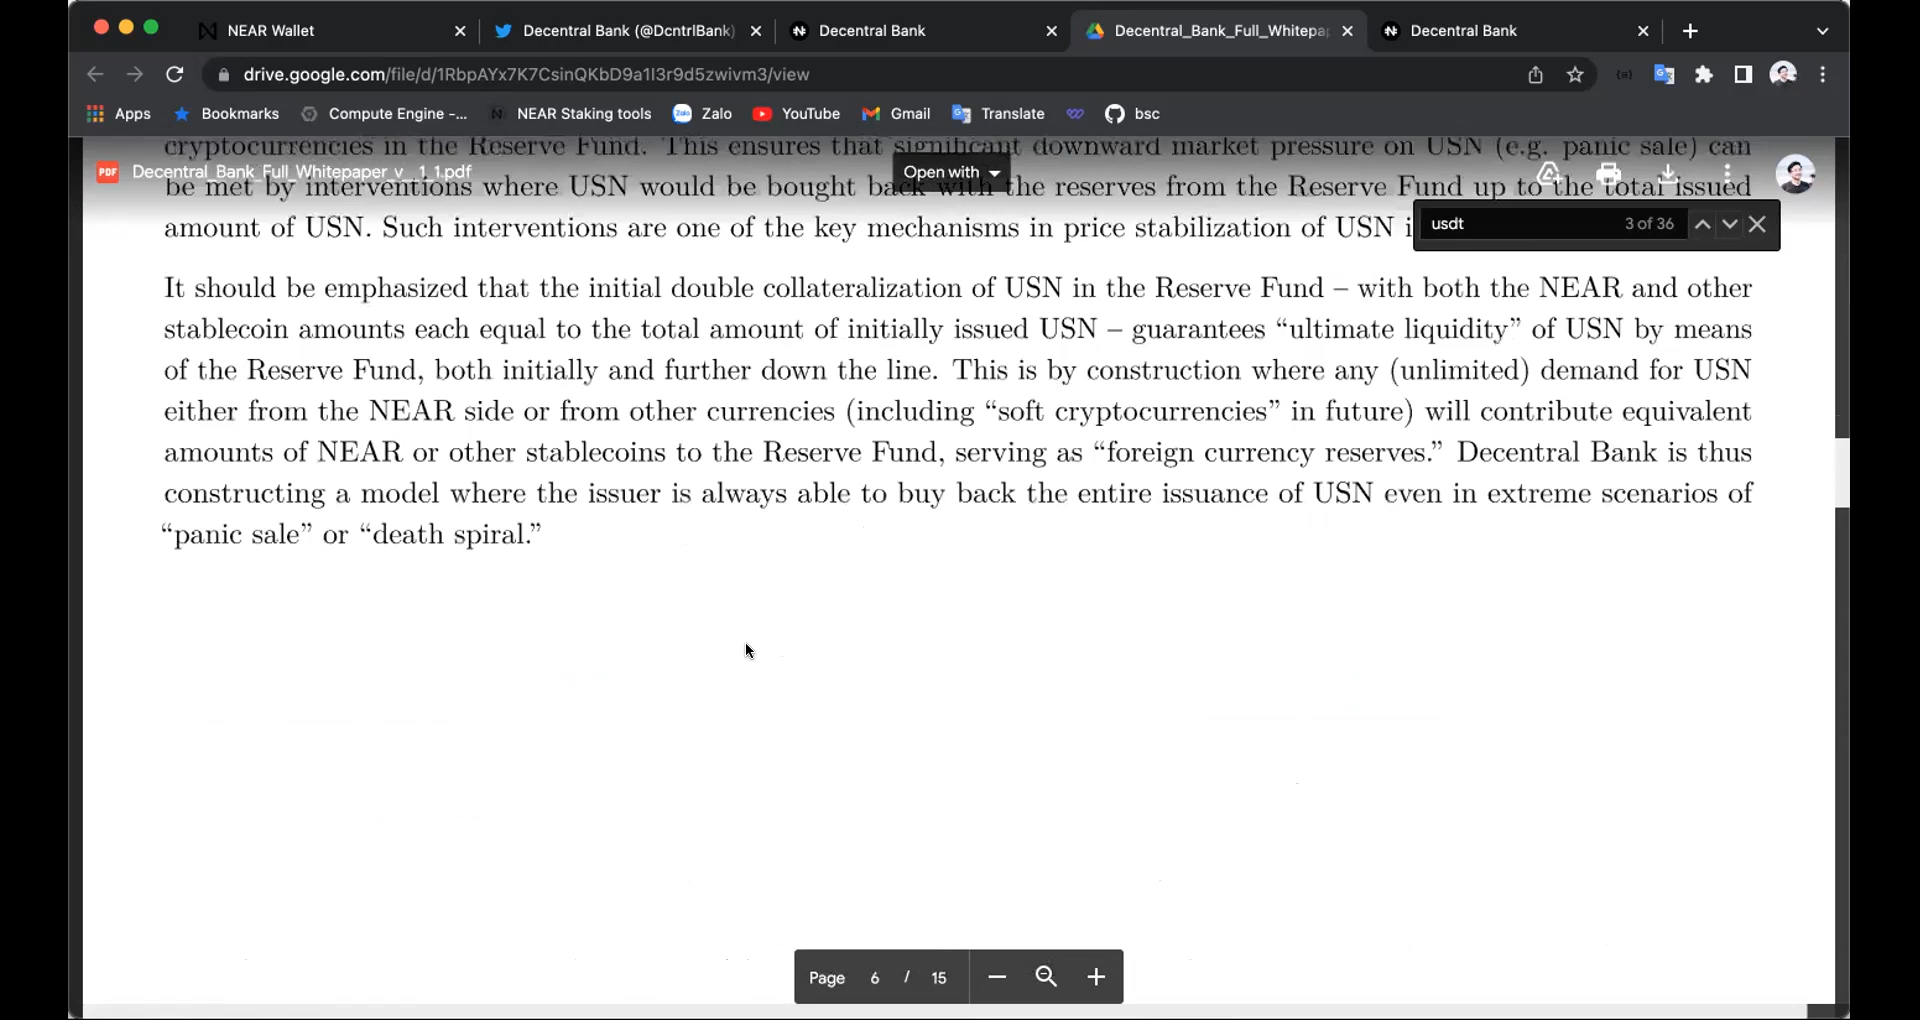 NEAR Wallet
Decentral Bank (@DcntrlBank)
Decentral Bank
Decentral_Bank_Full_Whitepa
Decentral Bank
drive.google.com/file/d/1RbpAYx7K7CsinQKbD9a1I3r9d5zwivm3/view
Apps
Bookmarks
Compute Engine -...
NEAR Staking tools
Zalo
YouTube
Gmail
Translate
bsc
cryptocurrencies in the Reserve Fund. This ensures that significant downward market pressure on USN (e.g. panic sale) can
PDF
Decentral_Bank_Full_Whitepaper_v__1_1.pdf
Open with
be met by interventions where USN would be bought back with the reserves from the Reserve Fund up to the total issued
usdt
3 of 36
amount of USN. Such interventions are one of the key mechanisms in price stabilization of USN i
It should be emphasized that the initial double collateralization of USN in the Reserve Fund – with both the NEAR and other
stablecoin amounts each equal to the total amount of initially issued USN – guarantees “ultimate liquidity” of USN by means
of the Reserve Fund, both initially and further down the line. This is by construction where any (unlimited) demand for USN
either from the NEAR side or from other currencies (including “soft cryptocurrencies” in future) will contribute equivalent
amounts of NEAR or other stablecoins to the Reserve Fund, serving as “foreign currency reserves.” Decentral Bank is thus
constructing a model where the issuer is always able to buy back the entire issuance of USN even in extreme scenarios of
“panic sale” or “death spiral.”
Page 6 / 15